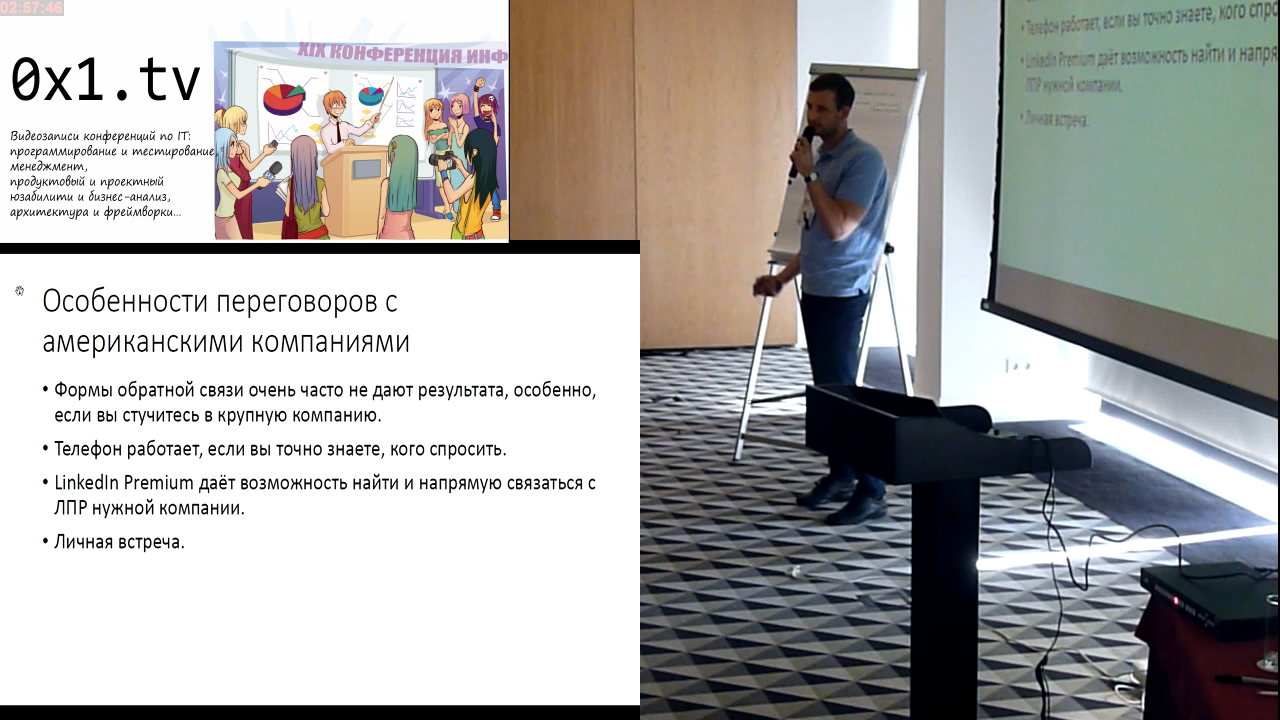 02:57:46
0x1.tv
Видеозаписи конференций по IT:
программирование и тестирование,
менеджмент,
продуктовый и проектный
юзабилити и бизнес-анализ,
архитектура и фреймворки...
XIX КОНФЕРЕНЦИЯ ИНФ
Особенности переговоров с
американскими компаниями
• Формы обратной связи очень часто не дают результата, особенно,
если вы стучитесь в крупную компанию.
• Телефон работает, если вы точно знаете, кого спросить.
• LinkedIn Premium даёт возможность найти и напрямую связаться с
ЛПР нужной компании.
• Личная встреча.
• Телефон работает, если вы точно знаете, кого спро
• LinkedIn Premium даёт возможность найти и напря
ЛПР нужной компании.
• Личная встреча.